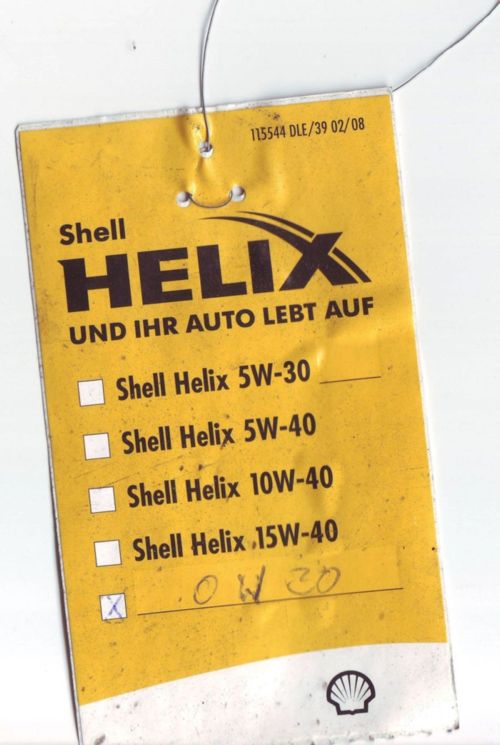 115544 DLE/39 02/08
Shell
HELIX
UND IHR AUTO LEBT AUF
Shell Helix 5W-30
Shell Helix 5W-40
Shell Helix 10W-40
Shell Helix 15W-40
X 0 W 30